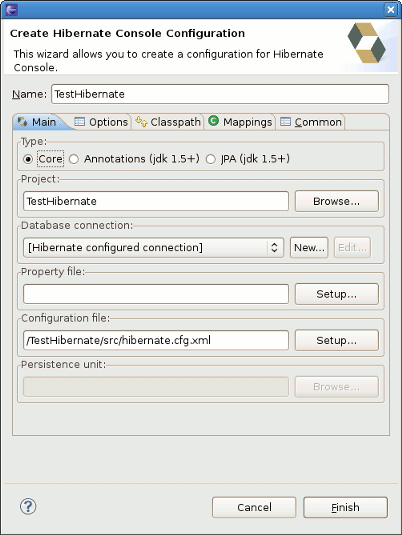 Create Hibernate Console Configuration
This wizard allows you to create a configuration for Hibernate
Console.
Name: TestHibernate
Main Options Classpath Mappings Common
Type:
Core Annotations (jdk 1.5+) JPA (jdk 1.5+)
Project:
TestHibernate Browse...
Database connection:
[Hibernate configured connection] New... Edit...
Property file:
Setup...
Configuration file:
/TestHibernate/src/hibernate.cfg.xml Setup...
Persistence unit:
Browse...
Cancel Finish